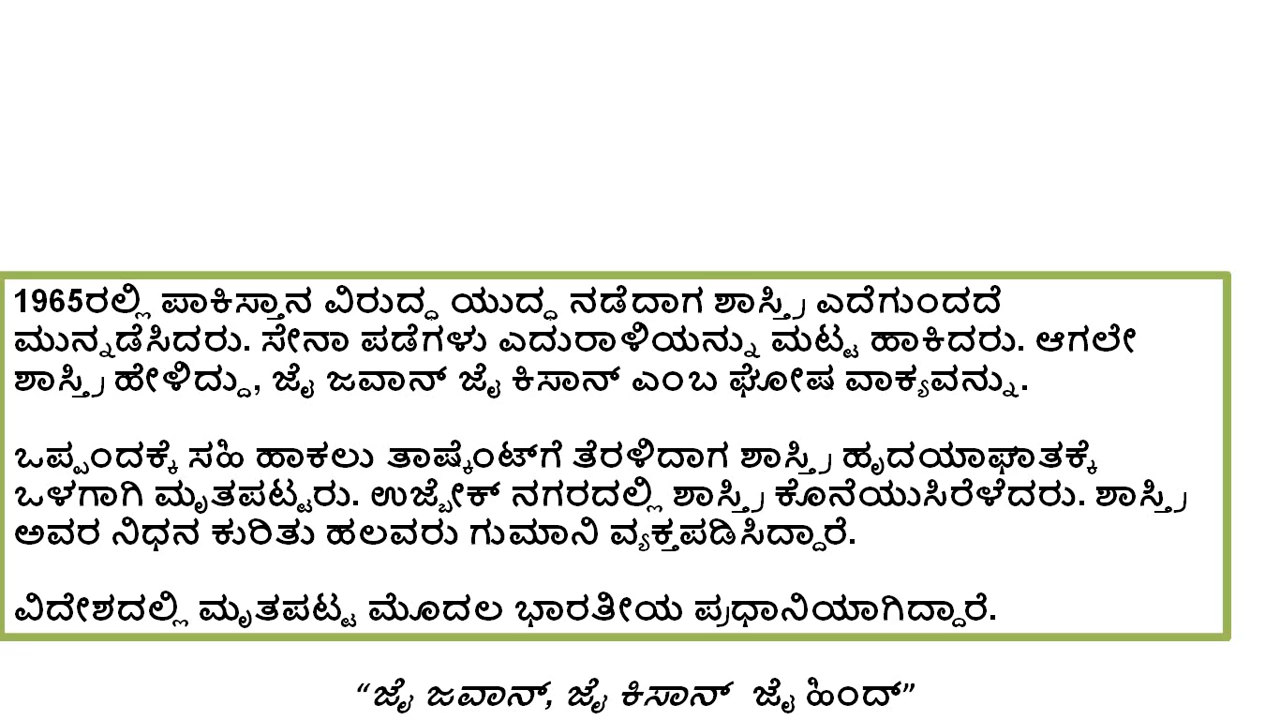 1965ರಲ್ಲಿ ಪಾಕಿಸ್ತಾನ ವಿರುದ್ಧ ಯುದ್ಧ ನಡೆದಾಗ ಶಾಸ್ತ್ರಿ ಎದೆಗುಂದದೆ
ಮುನ್ನಡೆಸಿದರು. ಸೇನಾ ಪಡೆಗಳು ಎದುರಾಳಿಯನ್ನು ಮಟ್ಟ ಹಾಕಿದರು. ಆಗಲೇ
ಶಾಸ್ತ್ರಿ ಹೇಳಿದ್ದು, ಜೈ ಜವಾನ್ ಜೈ ಕಿಸಾನ್ ಎಂಬ ಘೋಷ ವಾಕ್ಯವನ್ನು.
ಒಪ್ಪಂದಕ್ಕೆ ಸಹಿ ಹಾಕಲು ತಾಷ್ಕೆಂಟ್‌ಗೆ ತೆರಳಿದಾಗ ಶಾಸ್ತ್ರಿ ಹೃದಯಾಘಾತಕ್ಕೆ
ಒಳಗಾಗಿ ಮೃತಪಟ್ಟರು. ಉಜ್ಬೇಕ್ ನಗರದಲ್ಲಿ ಶಾಸ್ತ್ರಿ ಕೊನೆಯುಸಿರೆಳೆದರು. ಶಾಸ್ತ್ರಿ
ಅವರ ನಿಧನ ಕುರಿತು ಹಲವರು ಗುಮಾನಿ ವ್ಯಕ್ತಪಡಿಸಿದ್ದಾರೆ.
ವಿದೇಶದಲ್ಲಿ ಮೃತಪಟ್ಟ ಮೊದಲ ಭಾರತೀಯ ಪ್ರಧಾನಿಯಾಗಿದ್ದಾರೆ.
“ಜೈ ಜವಾನ್, ಜೈ ಕಿಸಾನ್ ಜೈ ಹಿಂದ್”